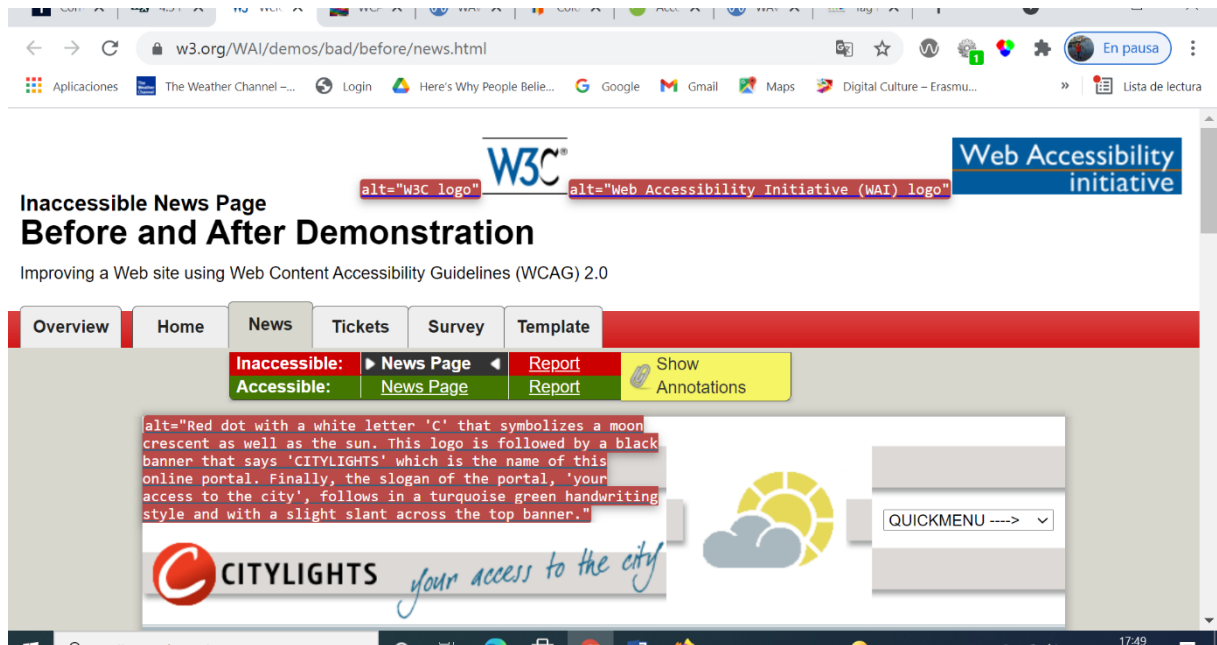 w3.org/WAI/demos/bad/before/news.html
En pausa
Aplicaciones The Weather Channel –... Login Here's Why People Belie... Google Gmail Maps Digital Culture – Erasmu... » Lista de lectura
W3C®
Web Accessibility
initiative
alt="W3C logo" alt="Web Accessibility Initiative (WAI) logo"
Inaccessible News Page
Before and After Demonstration
Improving a Web site using Web Content Accessibility Guidelines (WCAG) 2.0
Overview Home News Tickets Survey Template
Inaccessible: News Page Report
Accessible: News Page Report
Show
Annotations
alt="Red dot with a white letter 'C' that symbolizes a moon
crescent as well as the sun. This logo is followed by a black
banner that says 'CITYLIGHTS' which is the name of this
online portal. Finally, the slogan of the portal, 'your
access to the city', follows in a turquoise green handwriting
style and with a slight slant across the top banner."
QUICKMENU ---->
CITYLIGHTS your access to the city
17:49